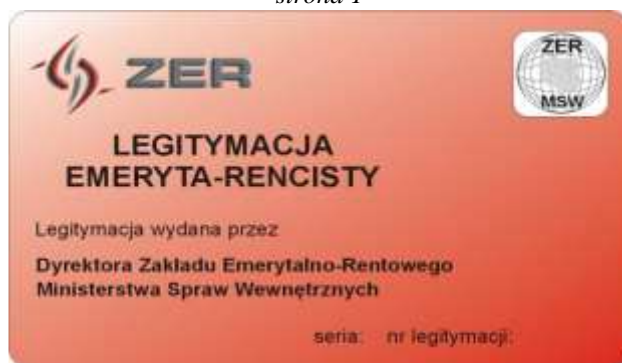 strona 1
ZER
ZER
MSW
LEGITYMACJA
EMERYTA-RENCISTY
Legitymacja wydana przez
Dyrektora Zakładu Emerytalno-Rentowego
Ministerstwa Spraw Wewnętrznych
seria: nr legitymacji: